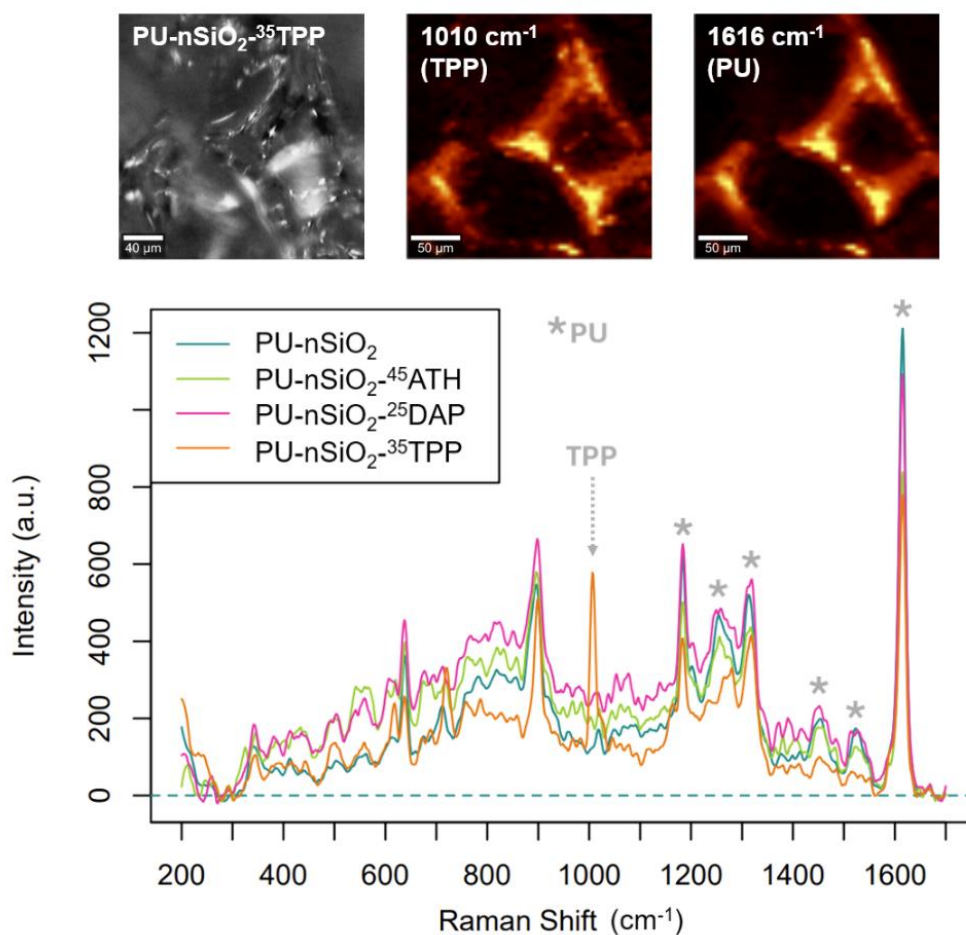 PU-nSiO₂-³⁵TPP
40 µm
1010 cm⁻¹
(TPP)
50 µm
1616 cm⁻¹
(PU)
50 µm
PU-nSiO₂
PU-nSiO₂-⁴⁵ATH
PU-nSiO₂-²⁵DAP
PU-nSiO₂-³⁵TPP
* PU
TPP
*
*
*
*
*
*
Intensity (a.u.)
1200
800
600
400
200
0
200 400 600 800 1000 1200 1400 1600
Raman Shift (cm⁻¹)